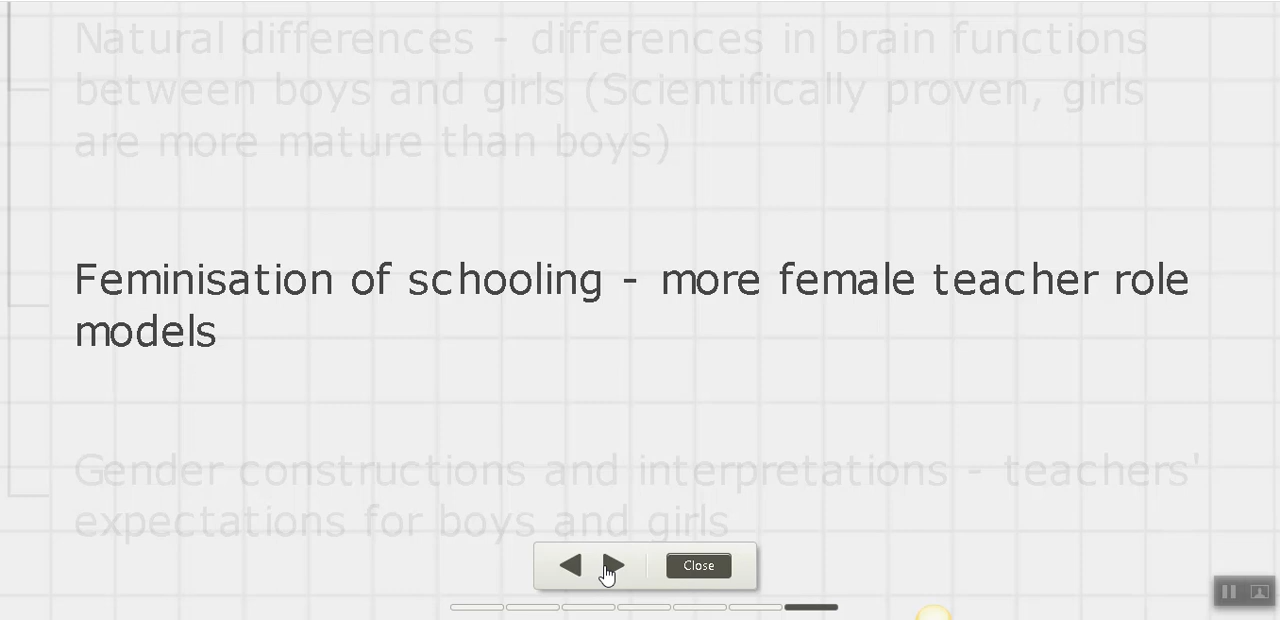 Natural differences - differences in brain functions
between boys and girls (Scientifically proven, girls
are more mature than boys)
Feminisation of schooling - more female teacher role
models
Gender constructions and interpretations - teachers'
expectations for boys and girls
Close